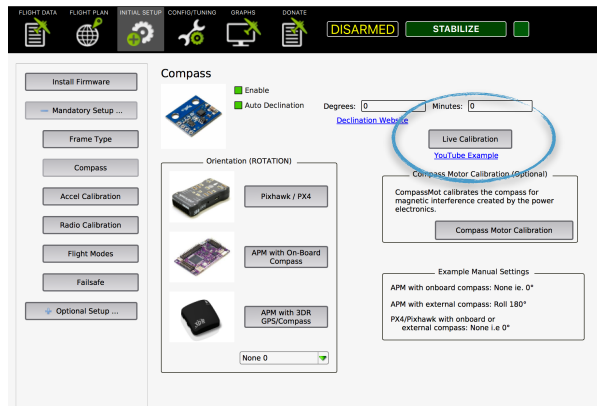 FLIGHT DATA
FLIGHT PLAN
INITIAL SETUP
CONFIG/TUNING
GRAPHS
DONATE
DISARMED
STABILIZE
Install Firmware
Mandatory Setup ...
Frame Type
Compass
Accel Calibration
Radio Calibration
Flight Modes
Failsafe
Optional Setup ...
Compass
Enable
Auto Declination
Degrees: 0
Minutes: 0
Declination Website
Live Calibration
YouTube Example
Orientation (ROTATION)
Pixhawk / PX4
APM with On-Board
Compass
APM with 3DR
GPS/Compass
None 0
Compass Motor Calibration (Optional)
CompassMot calibrates the compass for
magnetic interference created by the power
electronics.
Compass Motor Calibration
Example Manual Settings
APM with onboard compass: None ie. 0°
APM with external compass: Roll 180°
PX4/Pixhawk with onboard or
external compass: None i.e 0°